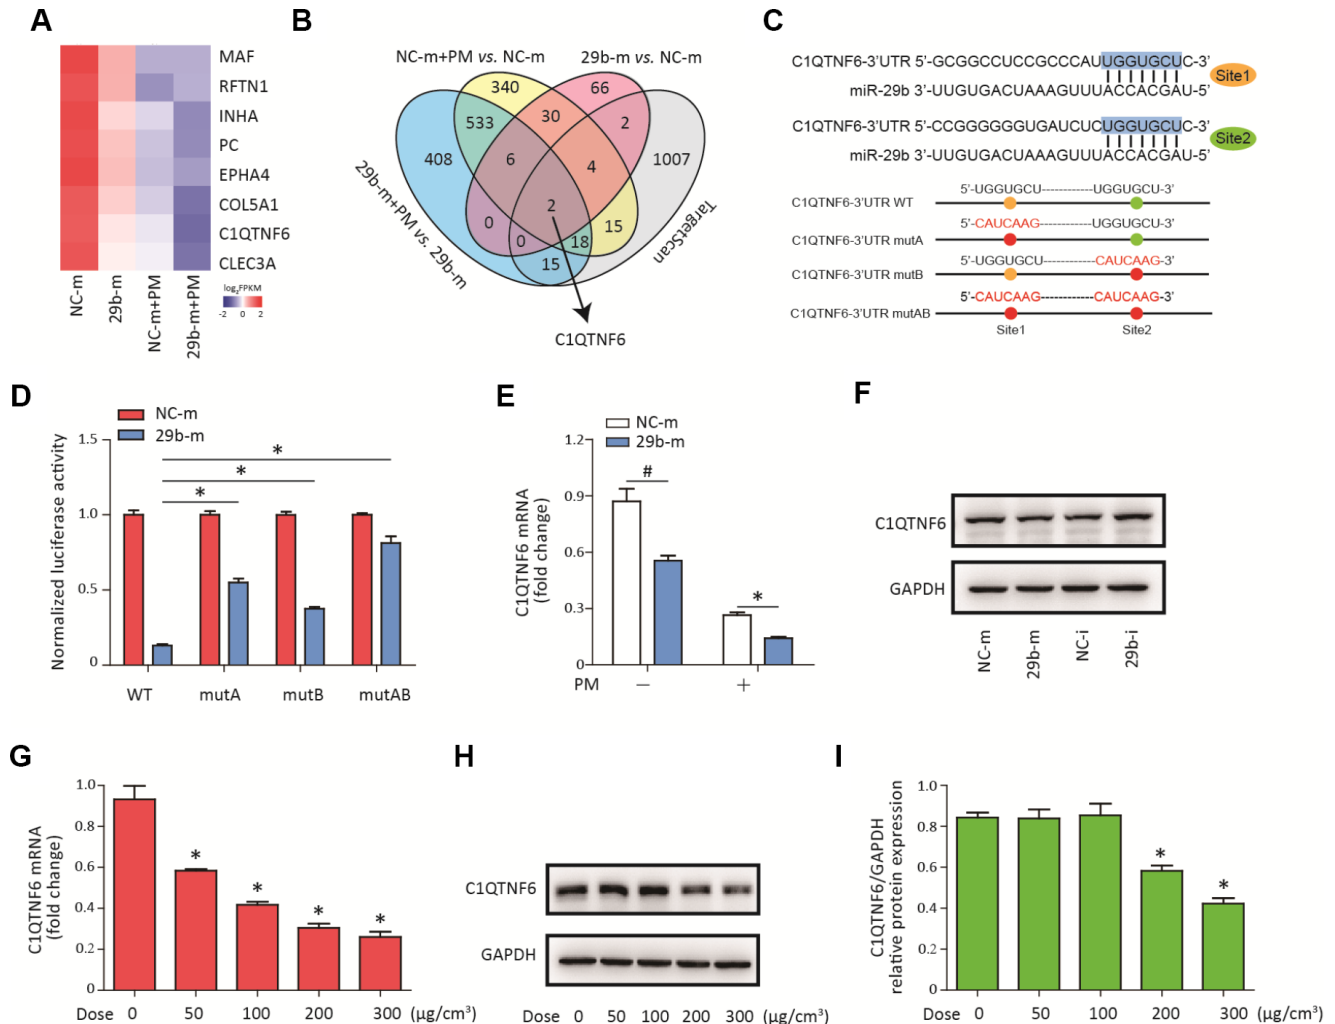 A
MAF
RFTN1
INHA
PC
EPHA4
COL5A1
C1QTNF6
CLEC3A
NC-m
29b-m
NC-m+PM
29b-m+PM
log2FPKM
-2 0 2
B
NC-m+PM vs. NC-m
29b-m vs. NC-m
29b-m+PM vs. 29b-m
TargetScan
340
66
533
30
2
408
6
4
1007
2
0
0
18
15
15
C1QTNF6
C
C1QTNF6-3'UTR 5'-GCGGCCUCCGCCCAUUGGUGCUC-3'
miR-29b 3'-UUGUGACUAAAGUUUACCACGAU-5'
Site1
C1QTNF6-3'UTR 5'-CCGGGGGGUGAUCUCUGGUGCUC-3'
miR-29b 3'-UUGUGACUAAAGUUUACCACGAU-5'
Site2
5'-UGGUGCU------------UGGUGCU-3'
C1QTNF6-3'UTR WT
5'-CAUCAAG------------UGGUGCU-3'
C1QTNF6-3'UTR mutA
5'-UGGUGCU------------CAUCAAG-3'
C1QTNF6-3'UTR mutB
5'-CAUCAAG------------CAUCAAG-3'
C1QTNF6-3'UTR mutAB
Site1 Site2
D
NC-m
29b-m
Normalized luciferase activity
1.5
1.0
0.5
0
*
*
*
WT mutA mutB mutAB
E
NC-m
29b-m
C1QTNF6 mRNA
(fold change)
1.2
0.9
0.6
0.3
0
#
*
PM − +
F
C1QTNF6
GAPDH
NC-m
29b-m
NC-i
29b-i
G
C1QTNF6 mRNA
(fold change)
1.0
0.8
0.6
0.4
0.2
0
* * * *
Dose 0 50 100 200 300 (μg/cm³)
H
C1QTNF6
GAPDH
Dose 0 50 100 200 300 (μg/cm³)
I
C1QTNF6/GAPDH
relative protein expression
1.0
0.8
0.6
0.4
0.2
0
* *
Dose 0 50 100 200 300 (μg/cm³)